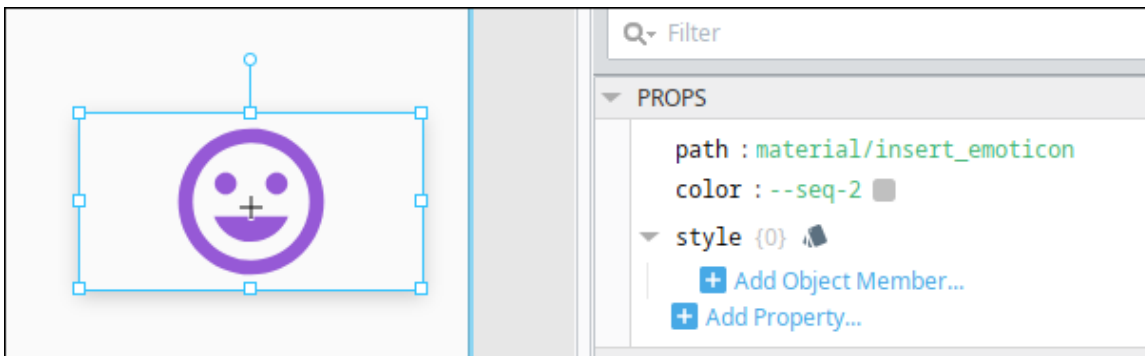 Filter
PROPS
path : material/insert_emoticon
color : --seq-2
style {0}
Add Object Member...
Add Property...